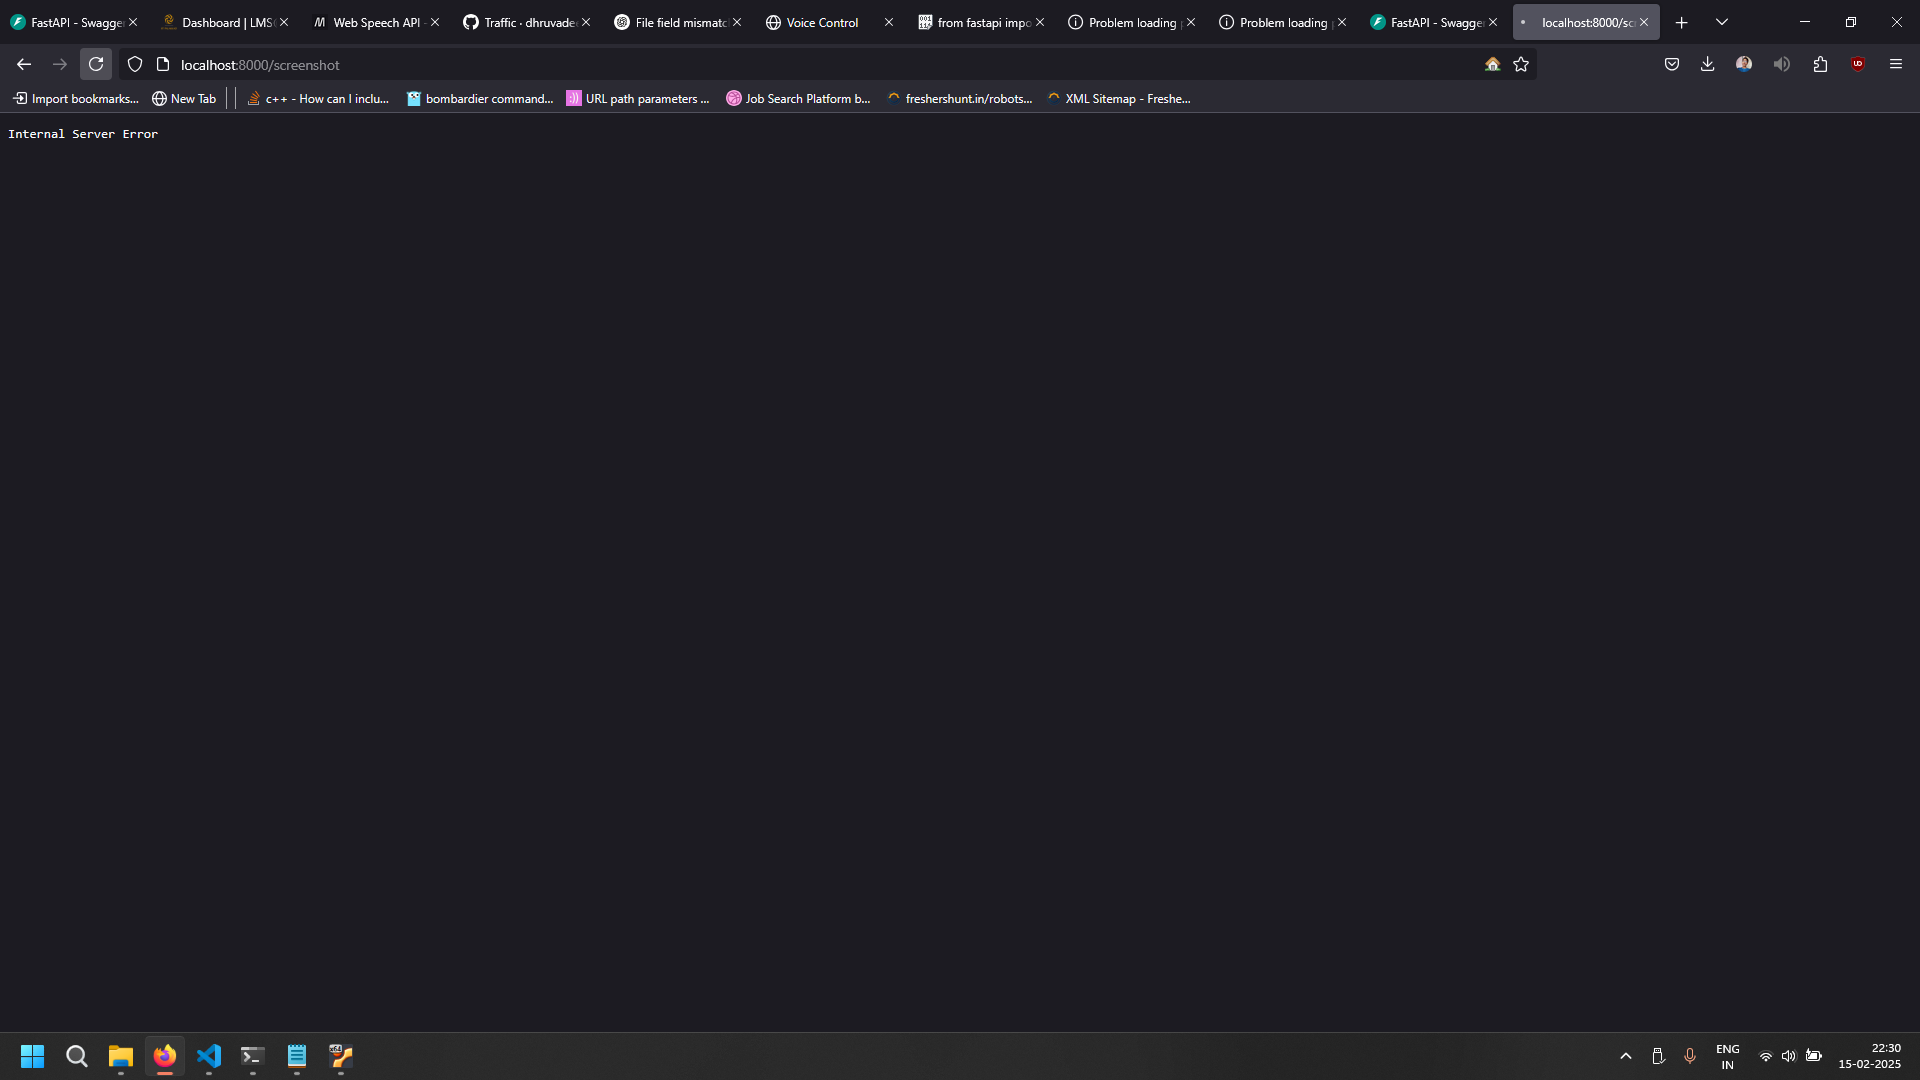 FastAPI - Swagger
Dashboard | LMS
Web Speech API -
Traffic · dhruvade
File field mismatc
Voice Control
from fastapi impo
Problem loading p
Problem loading p
FastAPI - Swagger
localhost:8000/sc
localhost:8000/screenshot
Import bookmarks...
New Tab
c++ - How can I inclu...
bombardier command...
URL path parameters ...
Job Search Platform b...
freshershunt.in/robots...
XML Sitemap - Freshe...
Internal Server Error
ENG
IN
22:30
15-02-2025